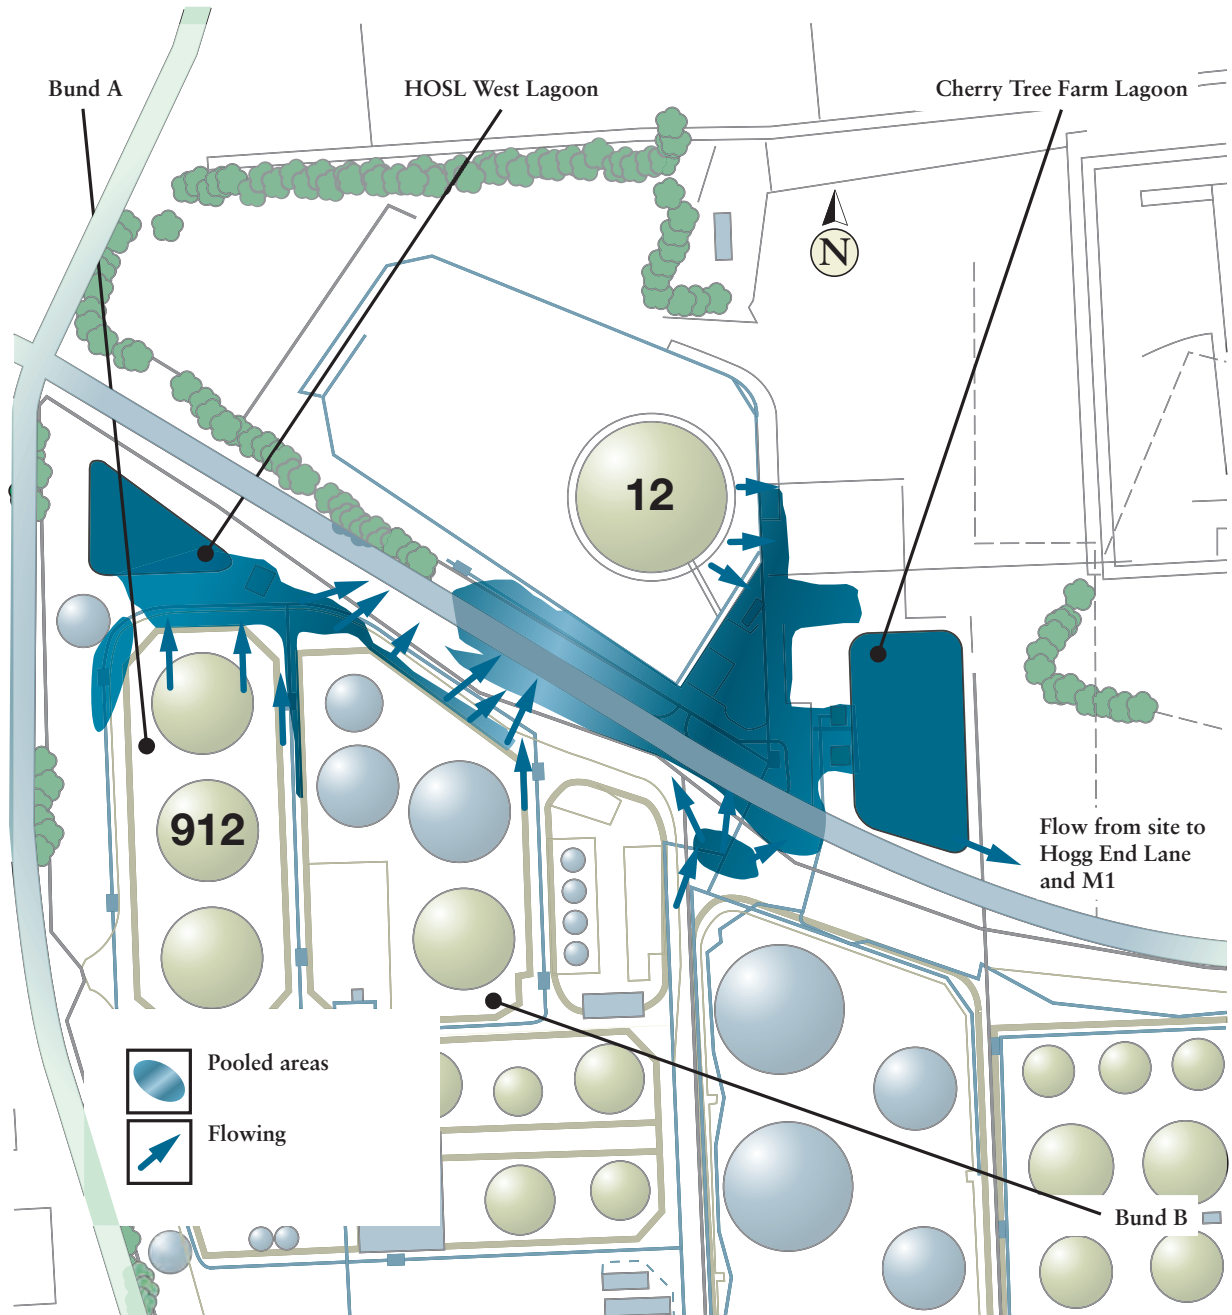 Bund A
HOSL West Lagoon
Cherry Tree Farm Lagoon
N
12
912
Flow from site to
Hogg End Lane
and M1
Pooled areas
Flowing
Bund B